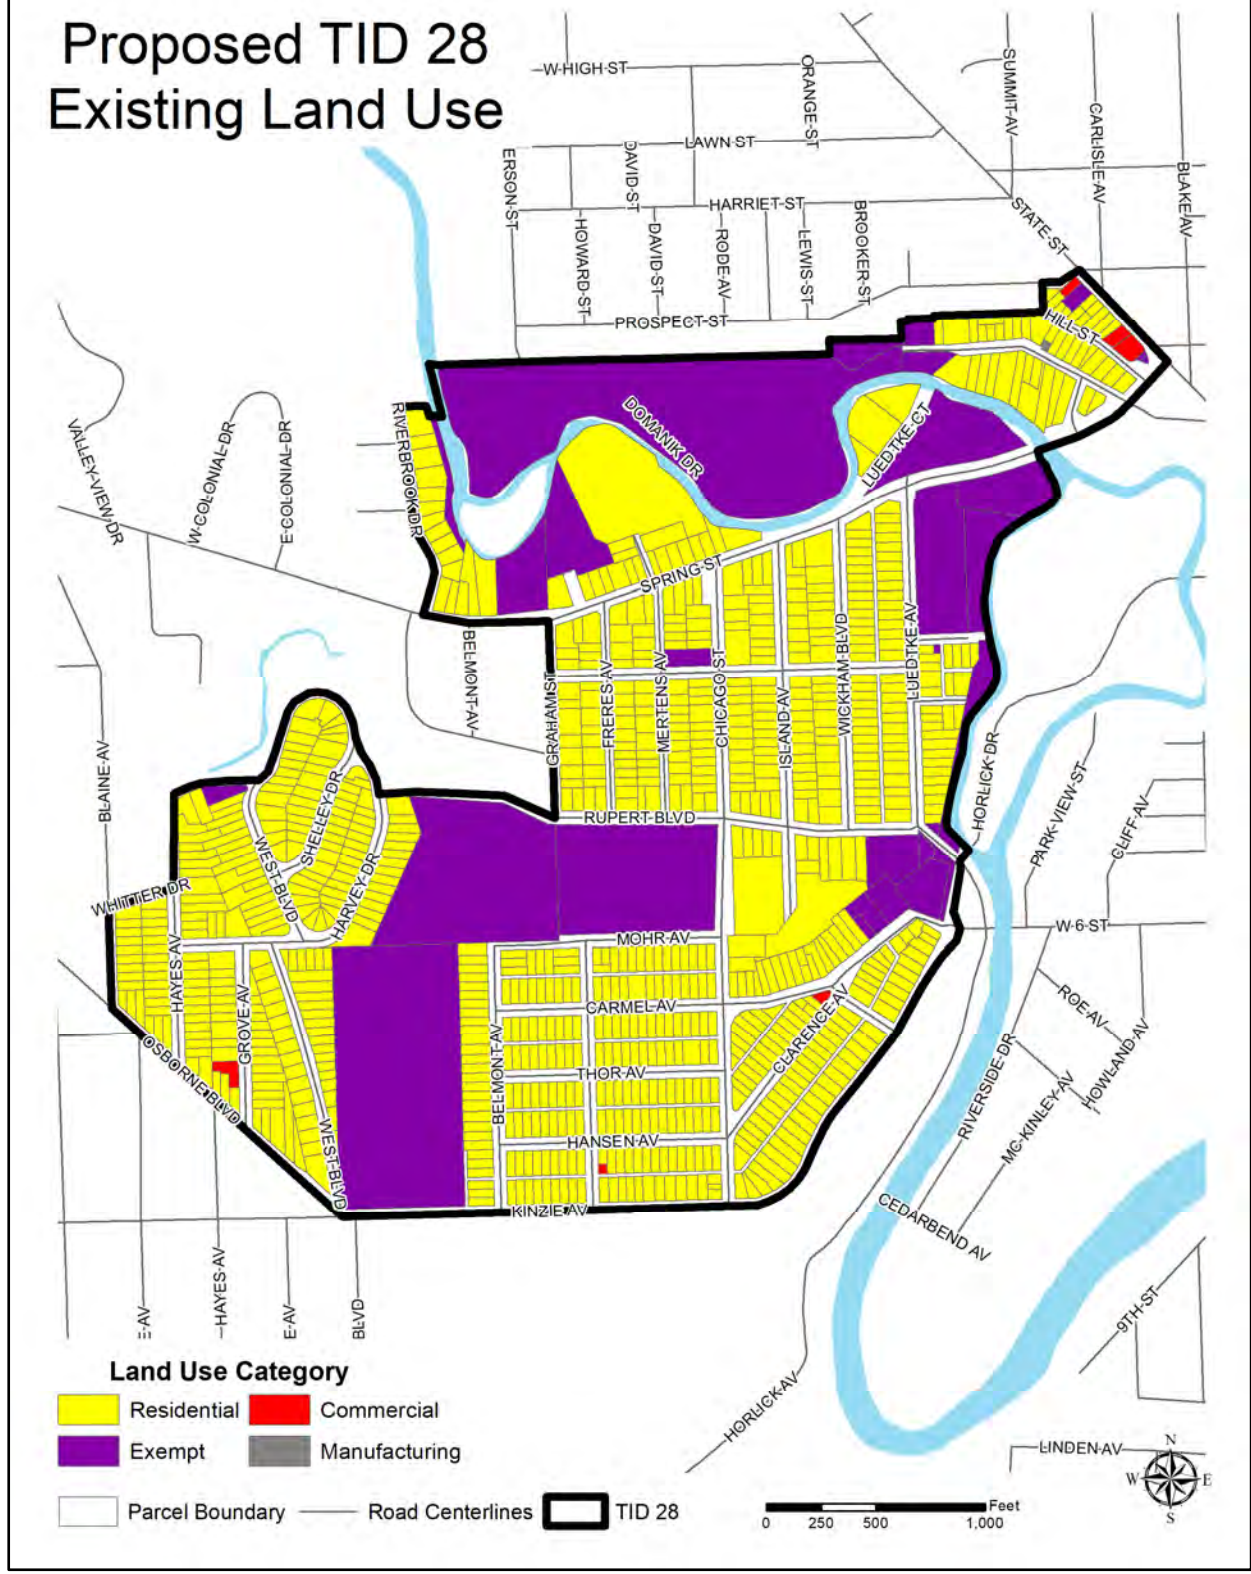 Proposed TID 28
Existing Land Use
W HIGH ST
ORANGE ST
SUMMIT AV
CARLISLE AV
LAWN ST
ERSON ST
DAVID ST
BLAKE AV
HARRIET ST
BROOKER ST
STATE ST
HOWARD ST
DAVID ST
RODE AV
LEWIS ST
PROSPECT ST
HILL ST
RIVERBROOK DR
DOMANIK DR
LUEDTKE CT
VALLEY VIEW DR
W COLONIAL DR
E COLONIAL DR
SPRING ST
BELMONT AV
GRAHAM ST
FRERES AV
MERTENS AV
CHICAGO ST
ISLAND AV
WICKHAM BLVD
LUEDTKE AV
BLAINE AV
SHELLEY DR
WEST BLVD
HARVEY DR
RUPERT BLVD
HORLICK DR
PARK VIEW ST
CLIFF AV
WHITTER DR
HAYES AV
MOHR AV
W 6 ST
GROVE AV
CARMEL AV
CLARENCE AV
ROE AV
HOWLAND AV
OSBORNE BLVD
BELMONT AV
THOR AV
RIVERSIDE DR
MC KINLEY AV
HANSEN AV
WEST BLVD
KINZIE AV
CEDARBEND AV
E AV
HAYES AV
E AV
BLVD
9TH ST
HORLICK AV
LINDEN AV
Land Use Category
Residential
Commercial
Exempt
Manufacturing
Parcel Boundary
Road Centerlines
TID 28
Feet
0 250 500 1,000
N
W E
S